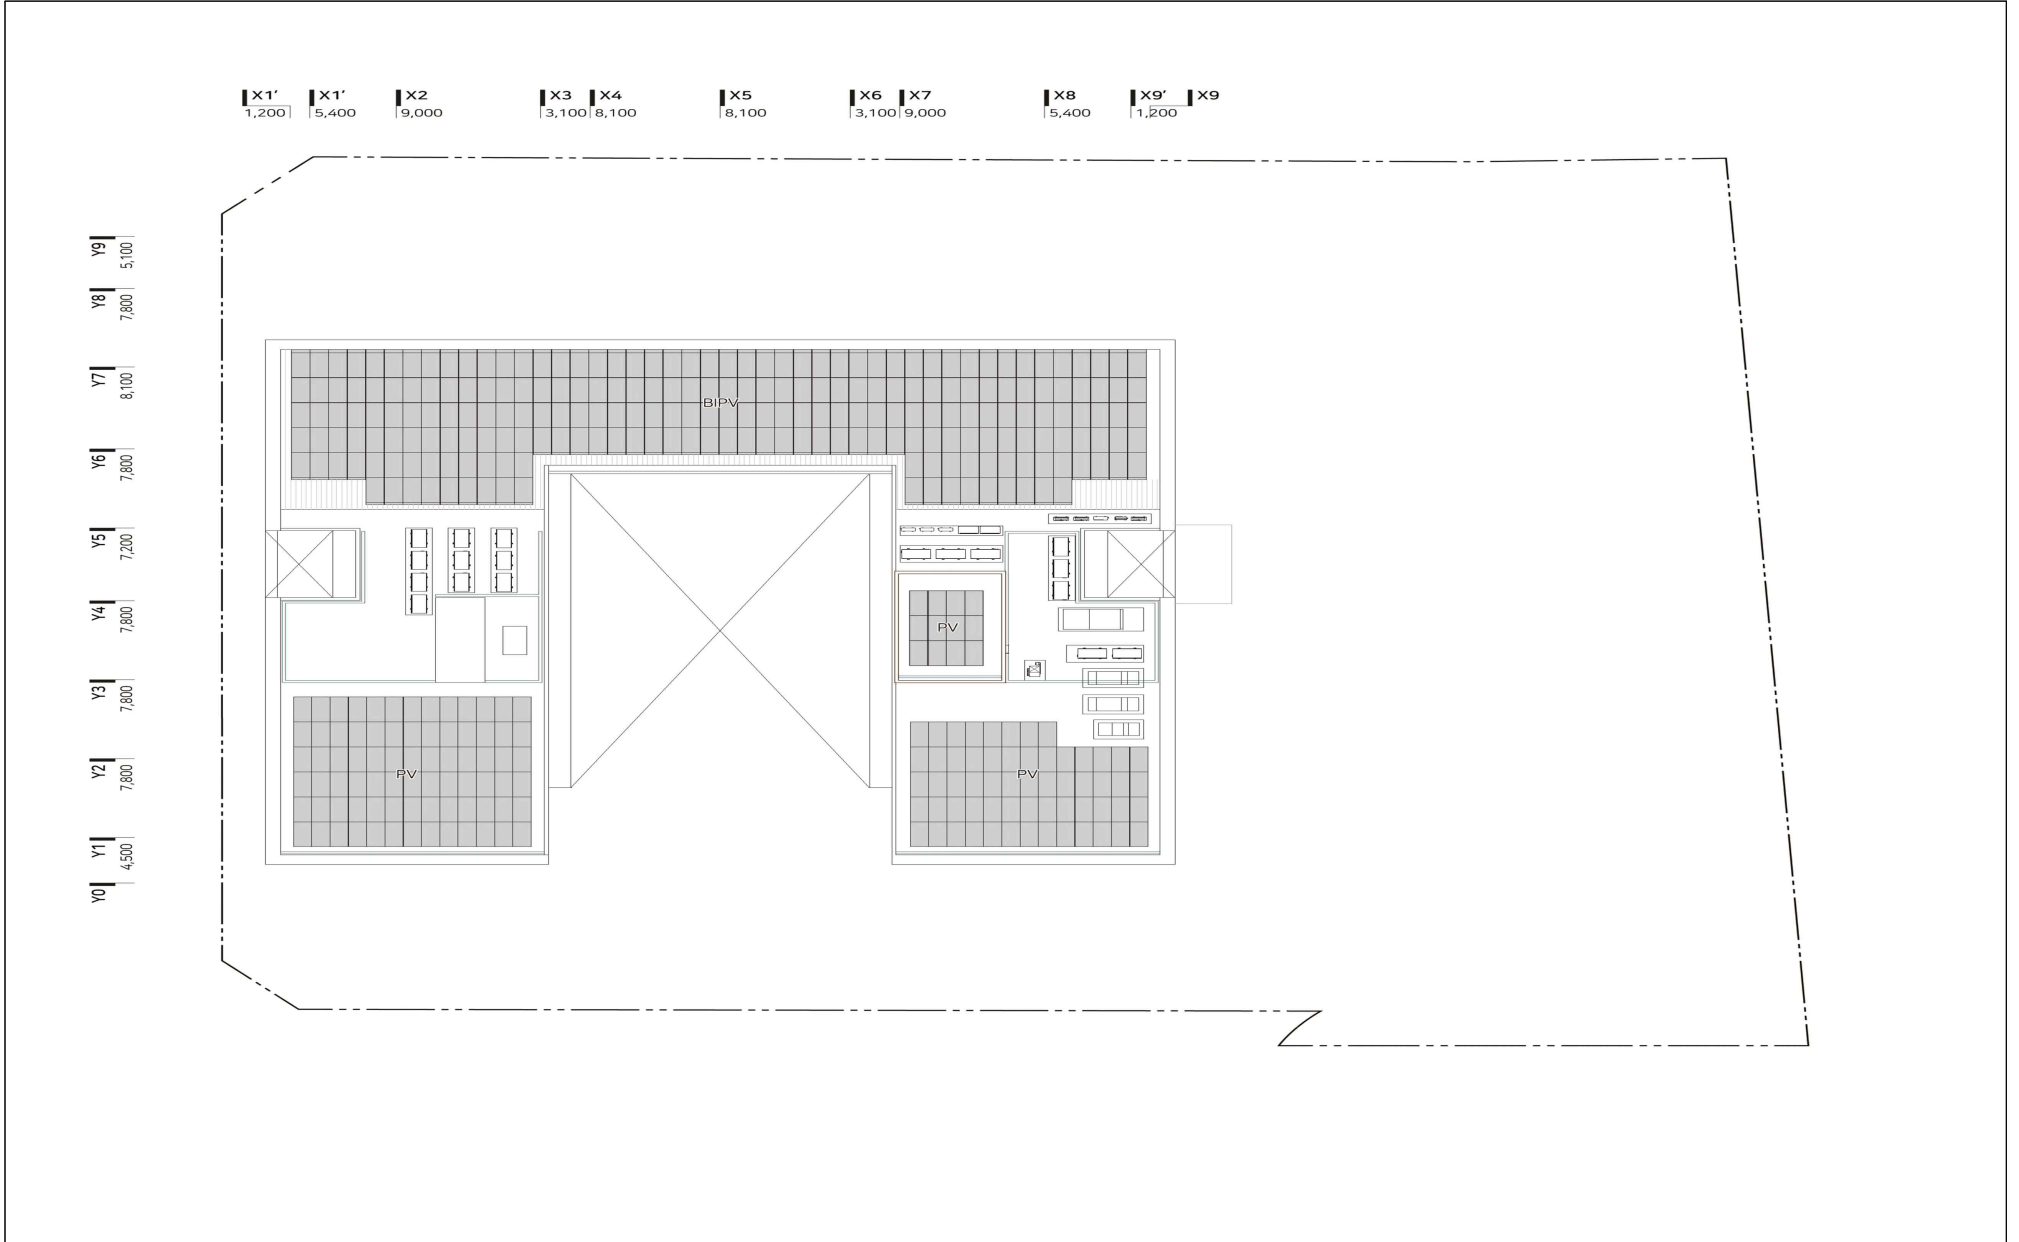 X1' X1' X2 X3 X4 X5 X6 X7 X8 X9' X9
1,200 5,400 9,000 3,100 8,100 8,100 3,100 9,000 5,400 1,200
Y9
5,100
Y8
7,800
Y7
8,100
Y6
7,800
Y5
7,200
Y4
7,800
Y3
7,800
Y2
7,800
Y1
4,500
Y0
BIPV
PV
PV
PV